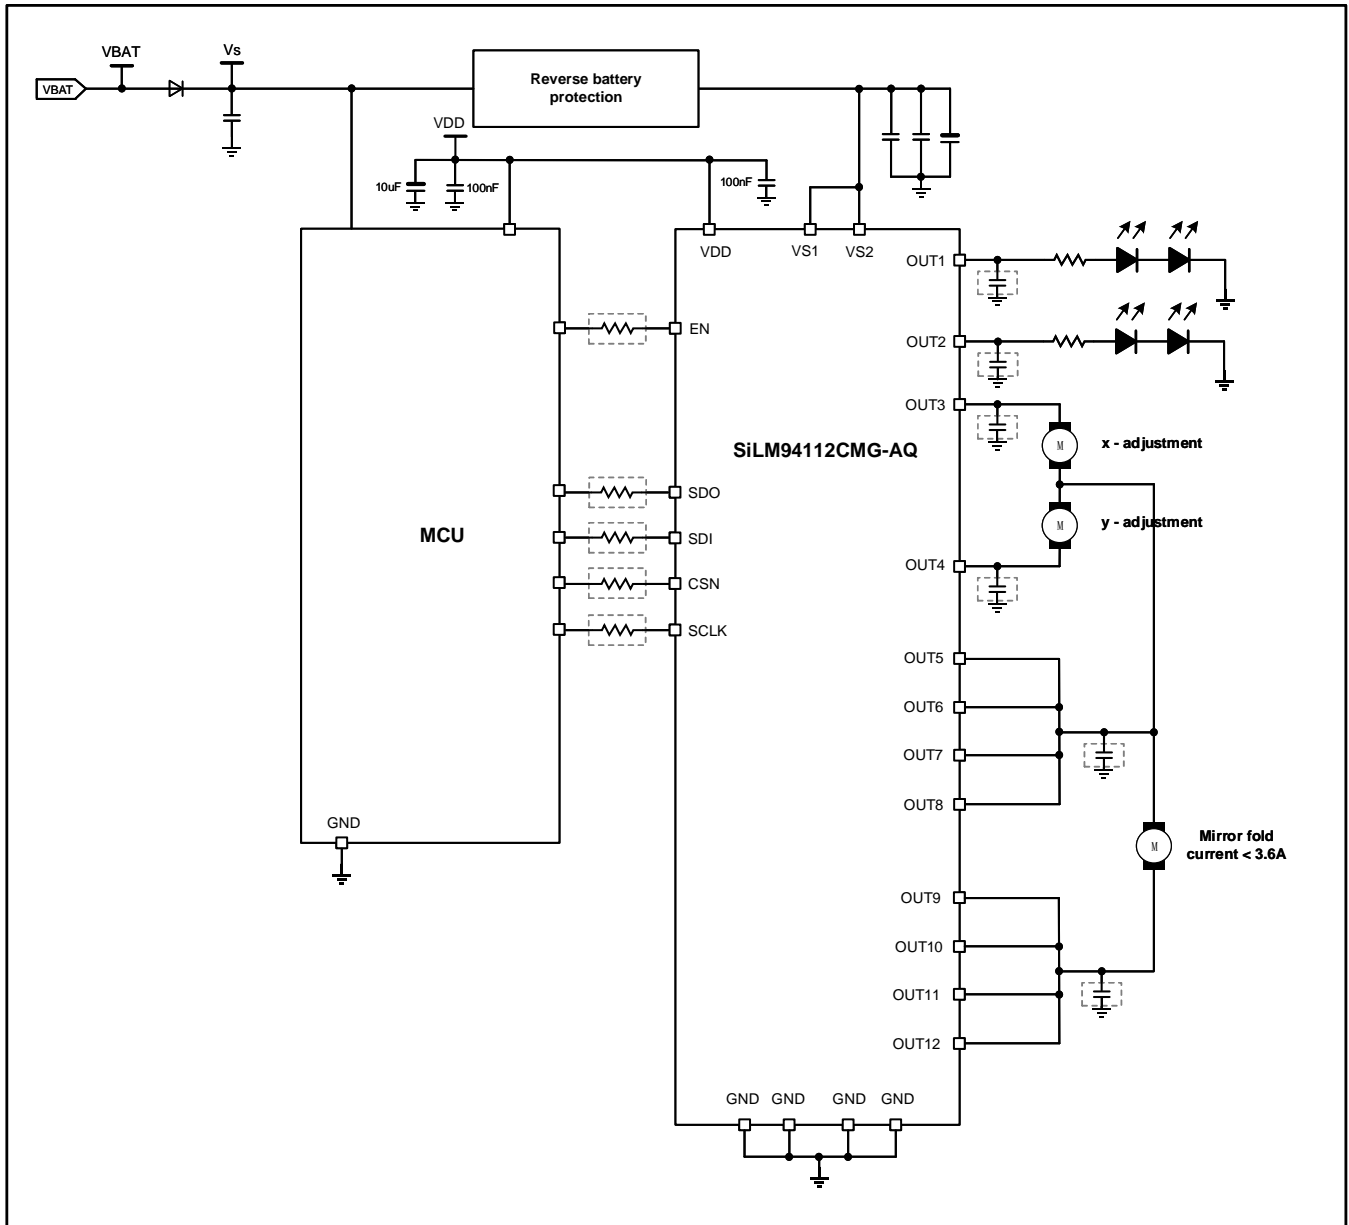 VBAT
Vs
VBAT
Reverse battery
protection
VDD
10uF
100nF
100nF
VDD
VS1
VS2
OUT1
EN
OUT2
OUT3
SiLM94112CMG-AQ
x - adjustment
SDO
MCU
SDI
y - adjustment
CSN
OUT4
SCLK
OUT5
OUT6
OUT7
OUT8
GND
M
M
M
Mirror fold
current < 3.6A
OUT9
OUT10
OUT11
OUT12
GND
GND
GND
GND